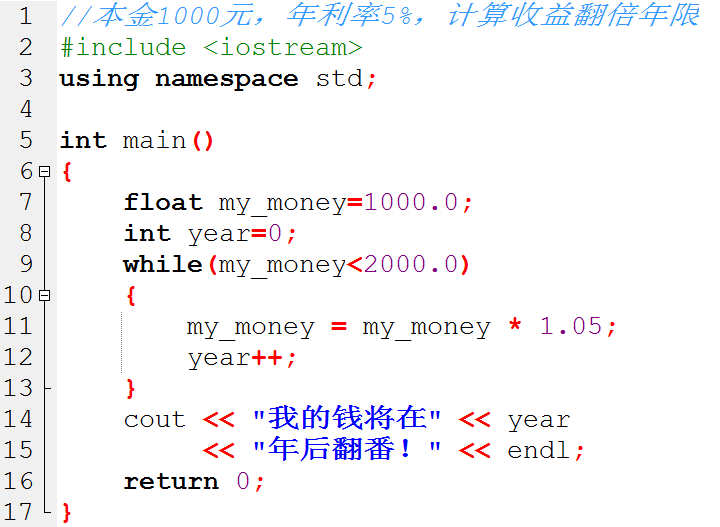 1 //本金1000元，年利率5%，计算收益翻倍年限
2 #include <iostream>
3 using namespace std;
4
5 int main()
6 {
7 float my_money=1000.0;
8 int year=0;
9 while(my_money<2000.0)
10 {
11 my_money = my_money * 1.05;
12 year++;
13 }
14 cout << "我的钱将在" << year
15 << "年后翻番！" << endl;
16 return 0;
17 }